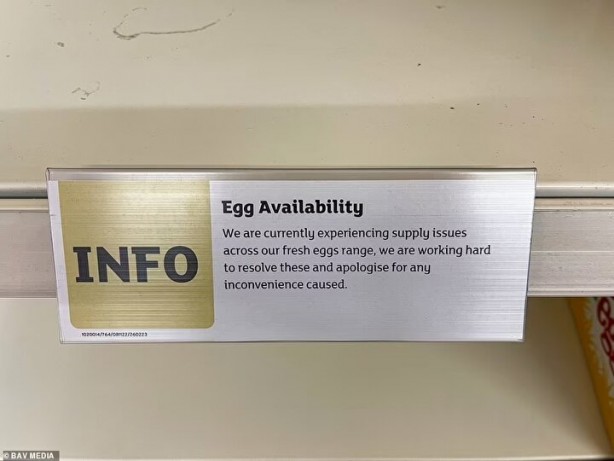 Egg Availability
INFO
We are currently experiencing supply issues
across our fresh eggs range, we are working hard
to resolve these and apologise for any
inconvenience caused.
© BAV MEDIA